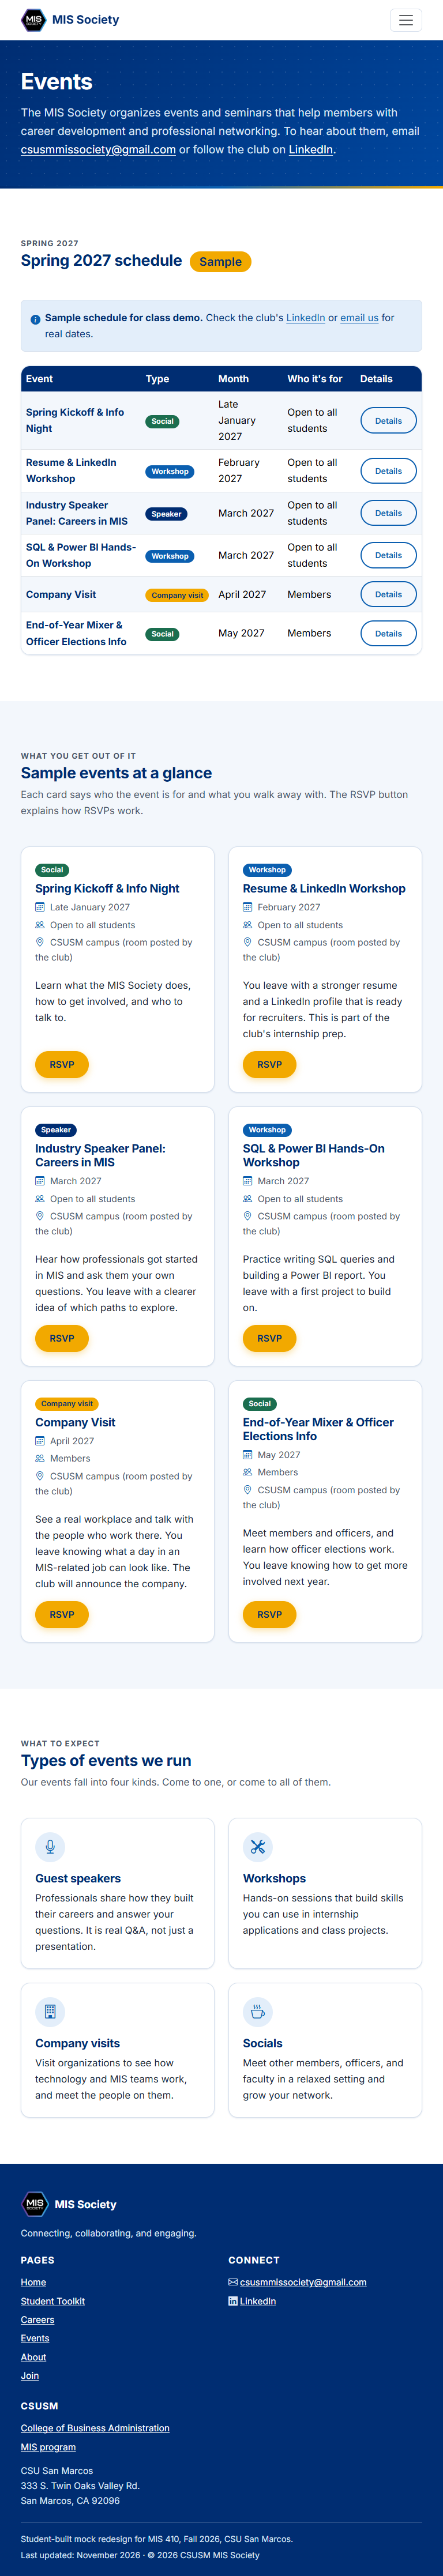 MIS MIS Society
Events
The MIS Society organizes events and seminars that help members with
career development and professional networking. To hear about them, email
csusmmissociety@gmail.com or follow the club on LinkedIn.
SPRING 2027
Spring 2027 schedule Sample
Sample schedule for class demo. Check the club's LinkedIn or email us for
real dates.
Event Type Month Who it's for Details
Spring Kickoff & Info
Night
Social
Late
January
2027
Open to all
students
Details
Resume & LinkedIn
Workshop
Workshop
February
2027
Open to all
students
Details
Industry Speaker
Panel: Careers in MIS
Speaker
March 2027
Open to all
students
Details
SQL & Power BI Hands-
On Workshop
Workshop
March 2027
Open to all
students
Details
Company Visit
Company visit
April 2027
Members
Details
End-of-Year Mixer &
Officer Elections Info
Social
May 2027
Members
Details
WHAT YOU GET OUT OF IT
Sample events at a glance
Each card says who the event is for and what you walk away with. The RSVP button
explains how RSVPs work.
Social
Spring Kickoff & Info Night
Late January 2027
Open to all students
CSUSM campus (room posted by
the club)
Learn what the MIS Society does,
how to get involved, and who to
talk to.
RSVP
Workshop
Resume & LinkedIn Workshop
February 2027
Open to all students
CSUSM campus (room posted by
the club)
You leave with a stronger resume
and a LinkedIn profile that is ready
for recruiters. This is part of the
club's internship prep.
RSVP
Speaker
Industry Speaker Panel:
Careers in MIS
March 2027
Open to all students
CSUSM campus (room posted by
the club)
Hear how professionals got started
in MIS and ask them your own
questions. You leave with a clearer
idea of which paths to explore.
RSVP
Workshop
SQL & Power BI Hands-On
Workshop
March 2027
Open to all students
CSUSM campus (room posted by
the club)
Practice writing SQL queries and
building a Power BI report. You
leave with a first project to build
on.
RSVP
Company visit
Company Visit
April 2027
Members
CSUSM campus (room posted by
the club)
See a real workplace and talk with
the people who work there. You
leave knowing what a day in an
MIS-related job can look like. The
club will announce the company.
RSVP
Social
End-of-Year Mixer & Officer
Elections Info
May 2027
Members
CSUSM campus (room posted by
the club)
Meet members and officers, and
learn how officer elections work.
You leave knowing how to get more
involved next year.
RSVP
WHAT TO EXPECT
Types of events we run
Our events fall into four kinds. Come to one, or come to all of them.
Guest speakers
Professionals share how they built
their careers and answer your
questions. It is real Q&A, not just a
presentation.
Workshops
Hands-on sessions that build skills
you can use in internship
applications and class projects.
Company visits
Visit organizations to see how
technology and MIS teams work,
and meet the people on them.
Socials
Meet other members, officers, and
faculty in a relaxed setting and
grow your network.
MIS MIS Society
Connecting, collaborating, and engaging.
PAGES
Home
Student Toolkit
Careers
Events
About
Join
CONNECT
csusmmissociety@gmail.com
LinkedIn
CSUSM
College of Business Administration
MIS program
CSU San Marcos
333 S. Twin Oaks Valley Rd.
San Marcos, CA 92096
Student-built mock redesign for MIS 410, Fall 2026, CSU San Marcos.
Last updated: November 2026 · © 2026 CSUSM MIS Society